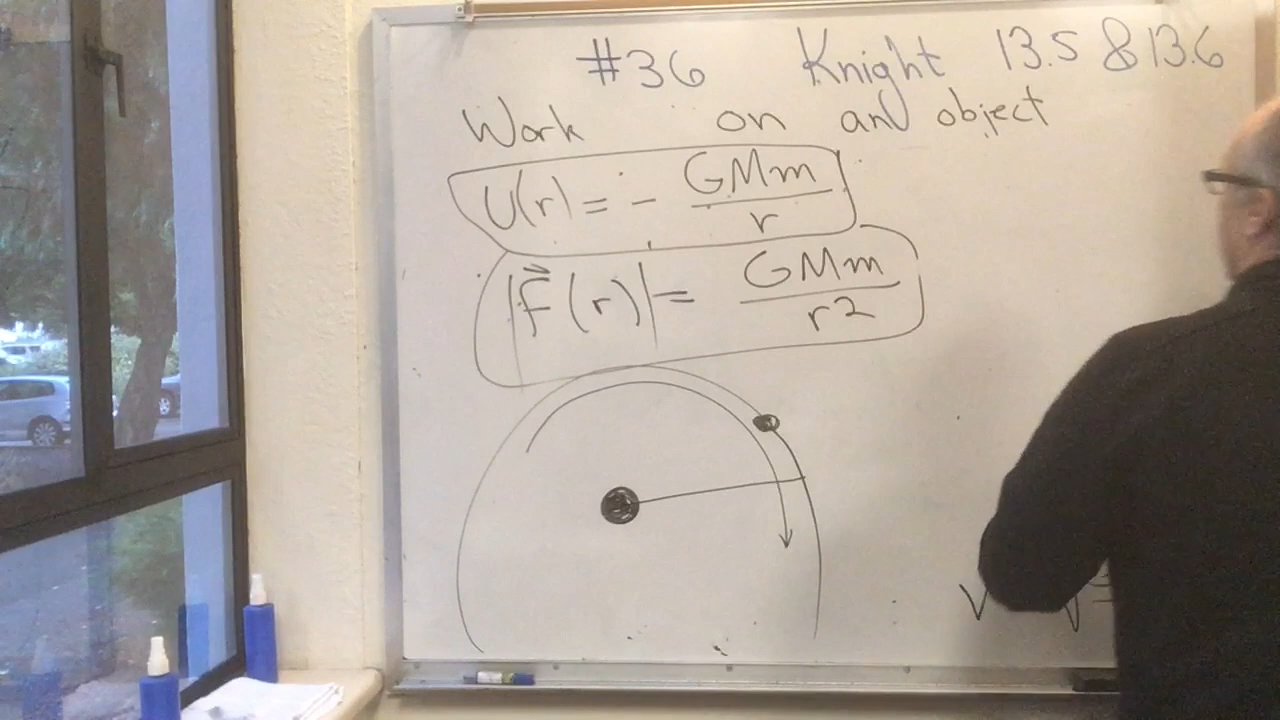 #36 Knight 13.5 & 13.6
Work on an object
U(r) = - GMm / r
|F⃗(r)| = GMm / r²
v